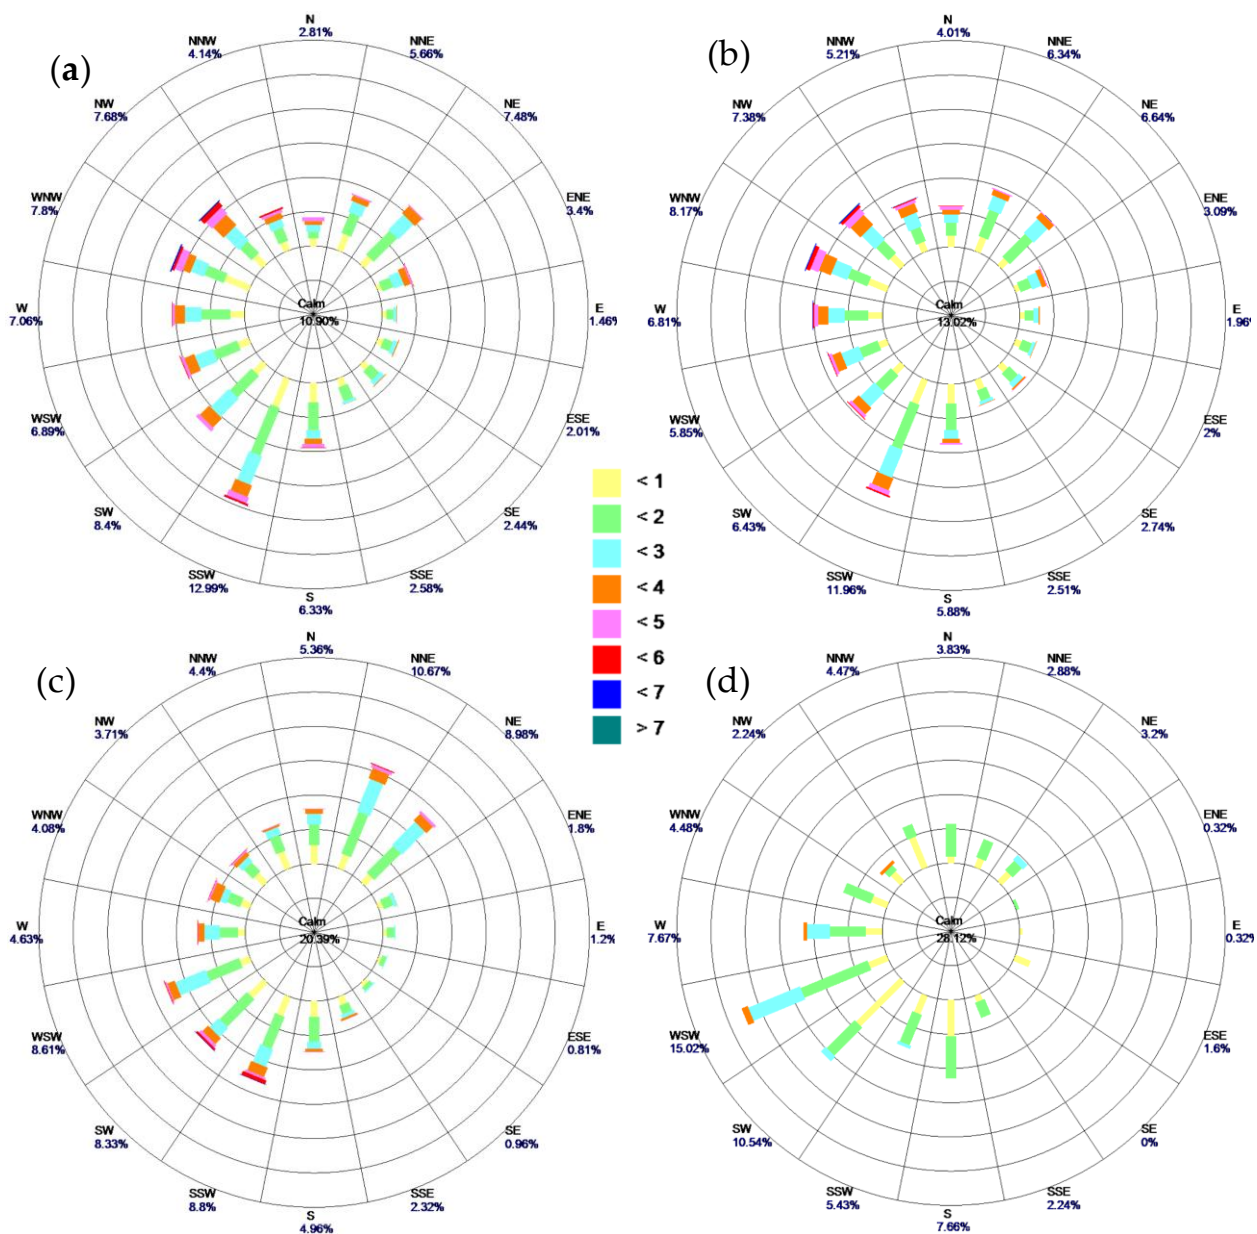 (a)
N
2.81%
NNE
5.66%
NE
7.48%
ENE
3.4%
E
1.46%
ESE
2.01%
SE
2.44%
SSE
2.58%
S
6.33%
SSW
12.99%
SW
8.4%
WSW
6.89%
W
7.06%
WNW
7.8%
NW
7.68%
NNW
4.14%
Calm
10.90%
(b)
N
4.01%
NNE
6.34%
NE
6.64%
ENE
3.09%
E
1.96%
ESE
2%
SE
2.74%
SSE
2.51%
S
5.88%
SSW
11.96%
SW
6.43%
WSW
5.85%
W
6.81%
WNW
8.17%
NW
7.38%
NNW
5.21%
Calm
13.02%
< 1
< 2
< 3
< 4
< 5
< 6
< 7
> 7
(c)
N
5.36%
NNE
10.67%
NE
8.98%
ENE
1.8%
E
1.2%
ESE
0.81%
SE
0.96%
SSE
2.32%
S
4.96%
SSW
8.8%
SW
8.33%
WSW
8.61%
W
4.63%
WNW
4.08%
NW
3.71%
NNW
4.4%
Calm
20.39%
(d)
N
3.83%
NNE
2.88%
NE
3.2%
ENE
0.32%
E
0.32%
ESE
1.6%
SE
0%
SSE
2.24%
S
7.66%
SSW
5.43%
SW
10.54%
WSW
15.02%
W
7.67%
WNW
4.48%
NW
2.24%
NNW
4.47%
Calm
28.12%